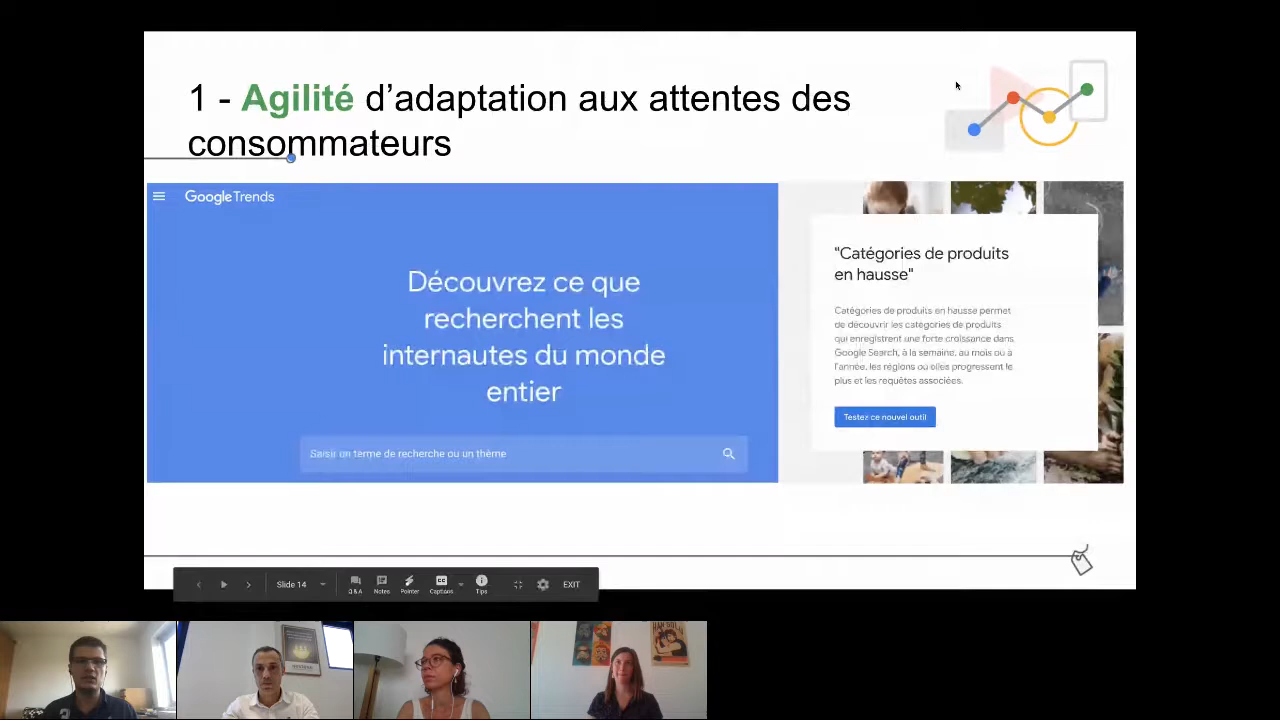 1 - Agilité d’adaptation aux attentes des
consommateurs
Google Trends
Découvrez ce que
recherchent les
internautes du monde
entier
Saisir un terme de recherche ou un thème
"Catégories de produits
en hausse"
Catégories de produits en hausse permet
de découvrir les catégories de produits
qui enregistrent une forte croissance dans
Google Search, à la semaine, au mois ou à
l'année, les régions où elles progressent le
plus et les requêtes associées.
Testez ce nouvel outil
Slide 14
Q & A
Notes
Pointer
Captions
Tips
EXIT
HAN SOLO